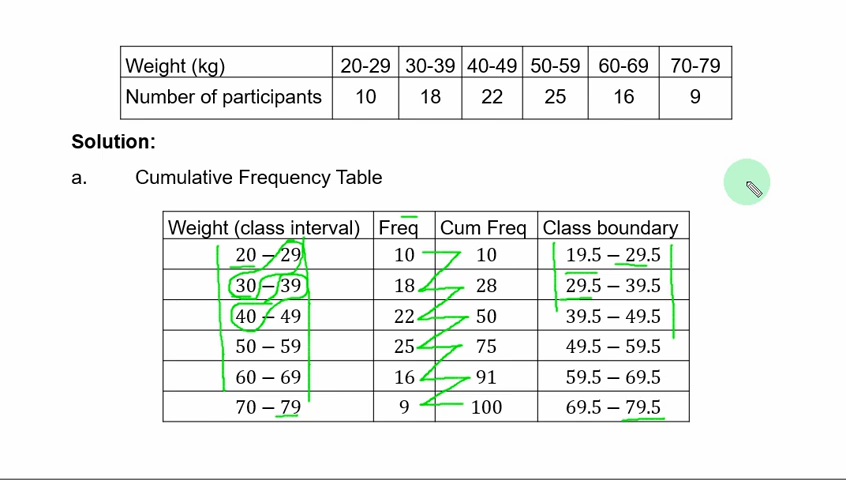 Weight (kg) 20-29 30-39 40-49 50-59 60-69 70-79
Number of participants 10 18 22 25 16 9
Solution:
a. Cumulative Frequency Table
Weight (class interval) Freq Cum Freq Class boundary
20 – 29 10 10 19.5 – 29.5
30 – 39 18 28 29.5 – 39.5
40 – 49 22 50 39.5 – 49.5
50 – 59 25 75 49.5 – 59.5
60 – 69 16 91 59.5 – 69.5
70 – 79 9 100 69.5 – 79.5